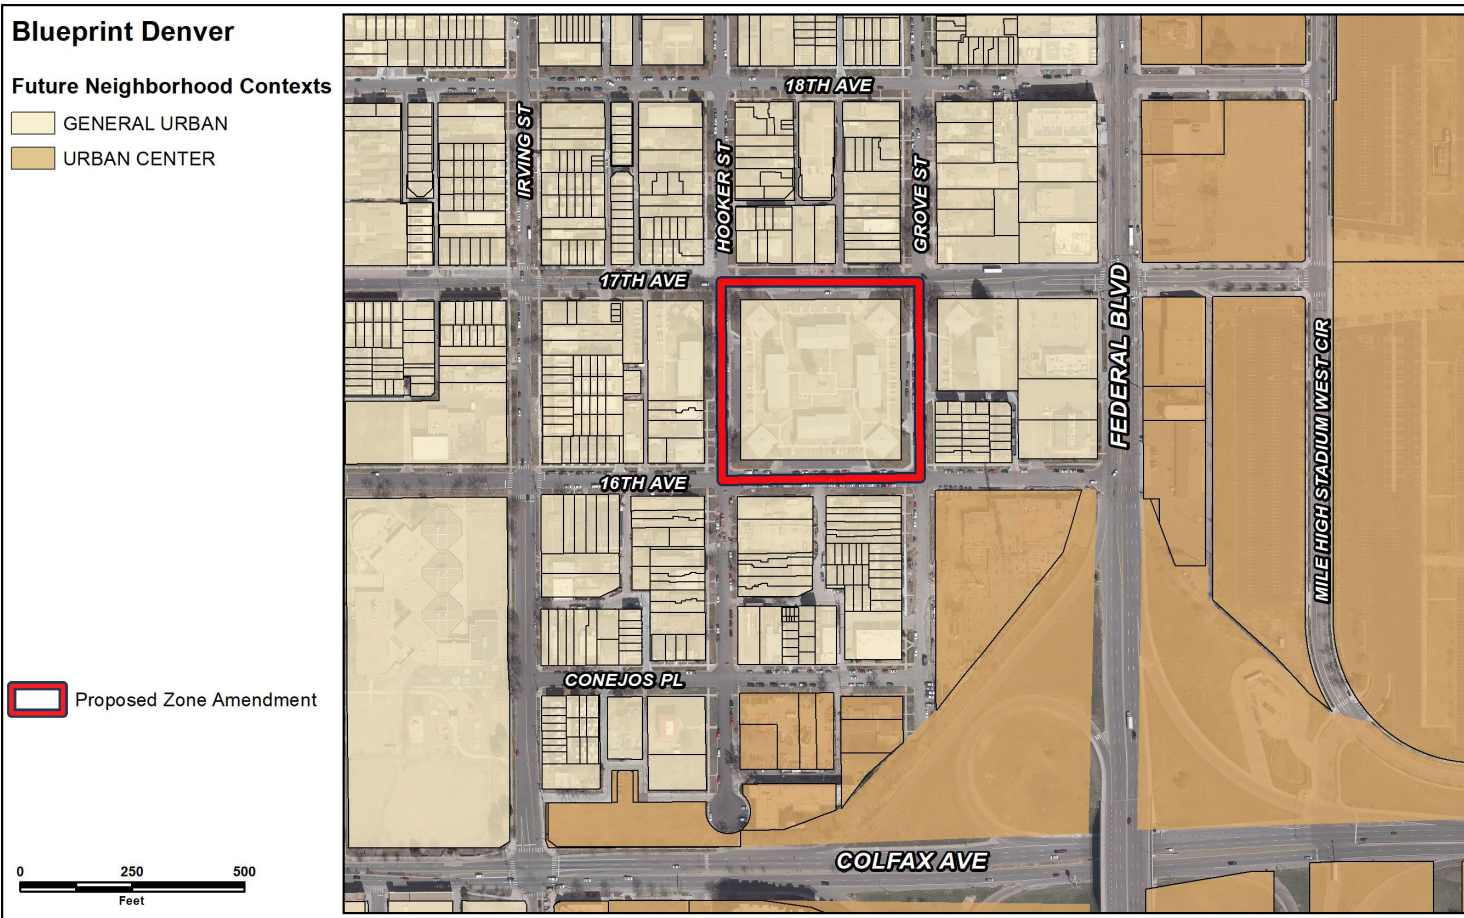 Blueprint Denver
Future Neighborhood Contexts
GENERAL URBAN
URBAN CENTER
Proposed Zone Amendment
0 250 500
Feet
18TH AVE
IRVING ST
HOOKER ST
GROVE ST
17TH AVE
FEDERAL BLVD
MILE HIGH STADIUM WEST CIR
16TH AVE
CONEJOS PL
COLFAX AVE